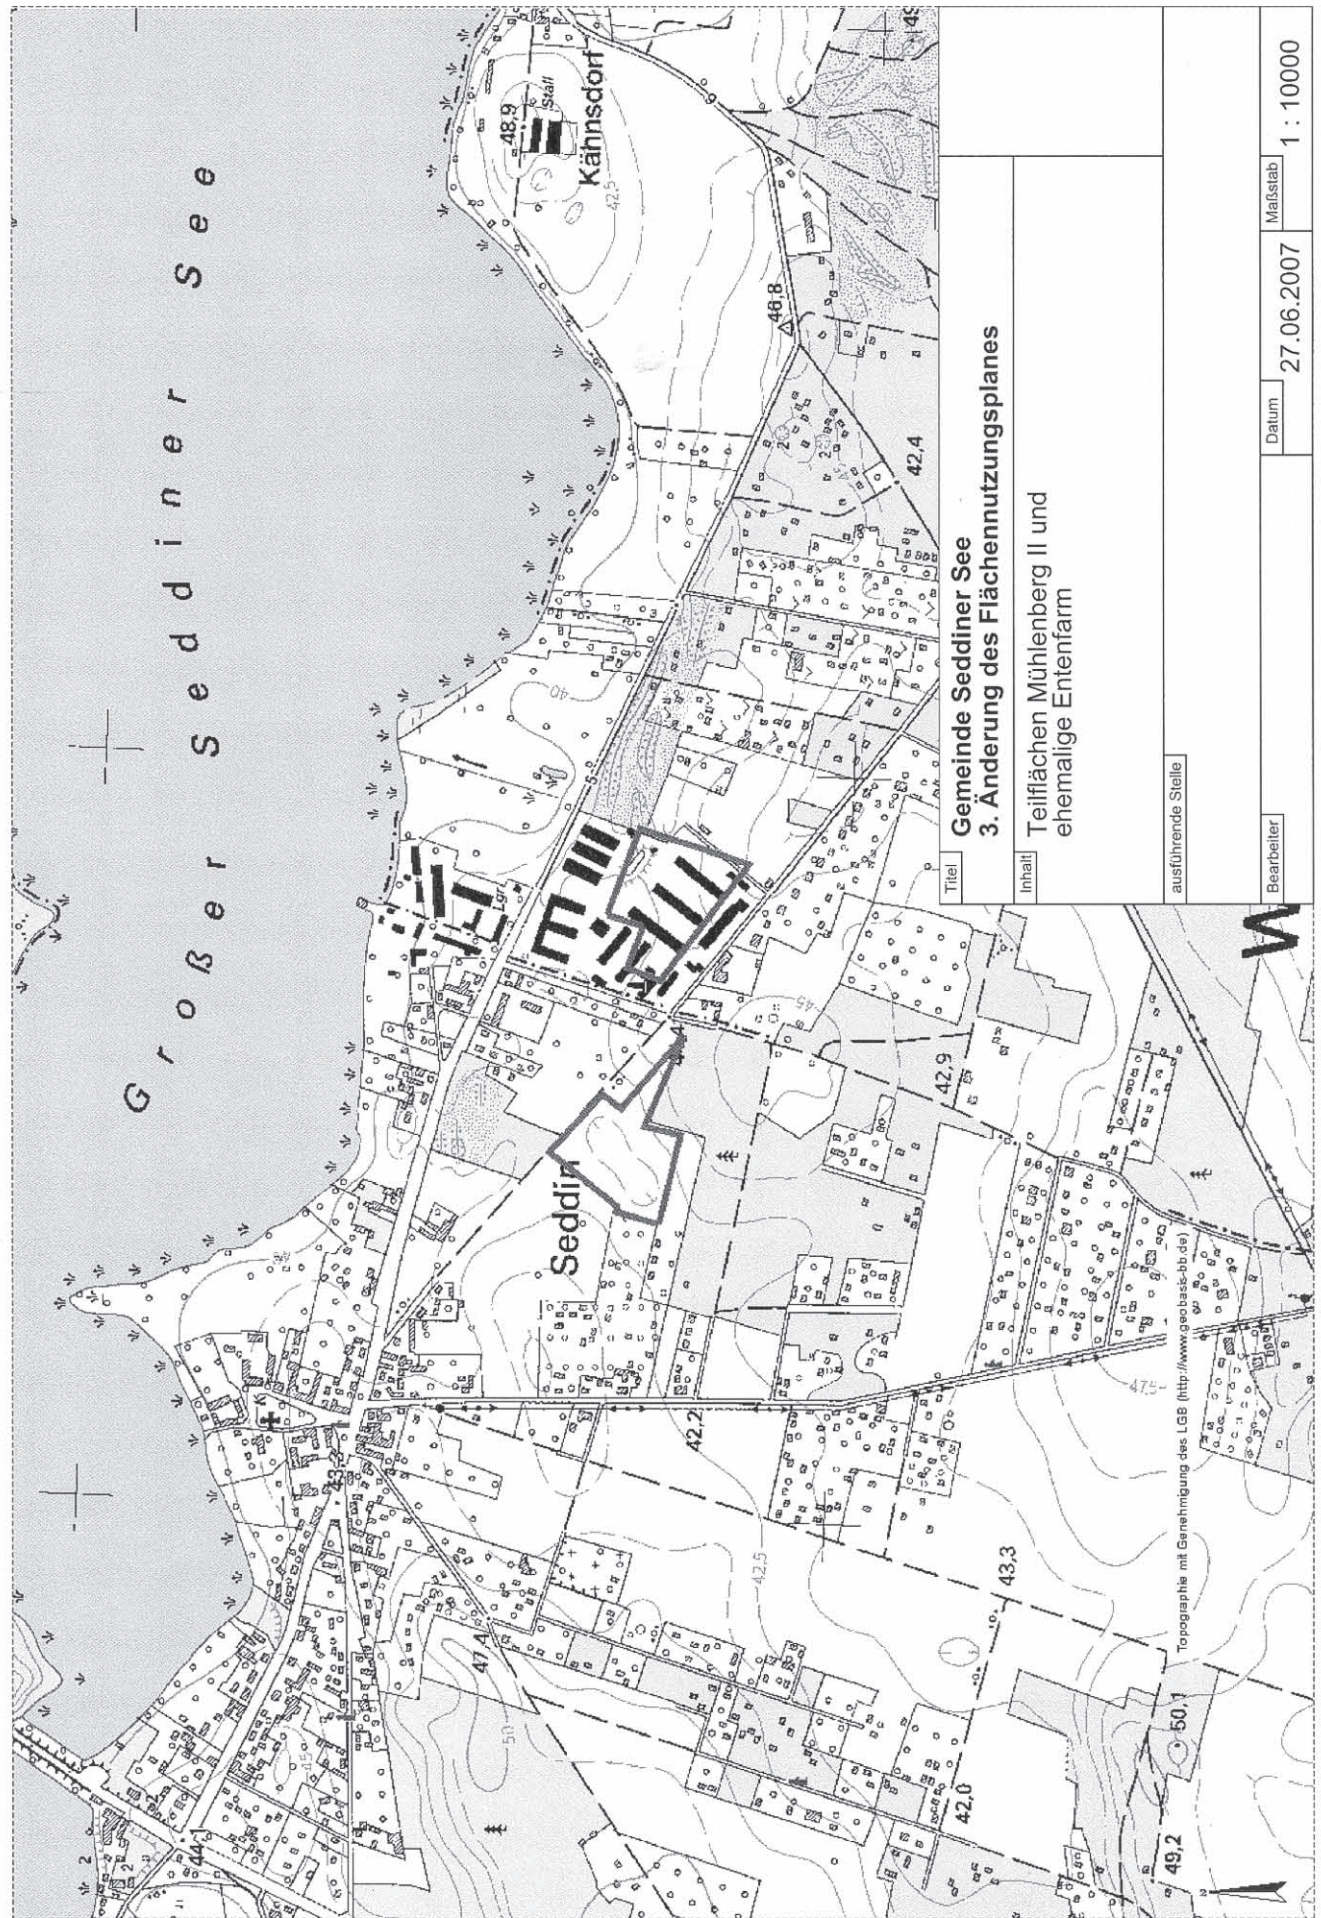 Großer Seddiner See
48,9
Stall
Kähnsdorf
42,5
46,8
42,4
40
Lgr
Seddin
45
42,9
42,2
43,2
47,4
42,5
43,3
47,5
50
44,1
42,0
50,1
49,2
W
Topographie mit Genehmigung des LGB (http://www.geobasis-bb.de)
Titel
Gemeinde Seddiner See
3. Änderung des Flächennutzungsplanes
Inhalt
Teilflächen Mühlenberg II und
ehemalige Entenfarm
ausführende Stelle
Bearbeiter
Datum
27.06.2007
Maßstab
1 : 10000